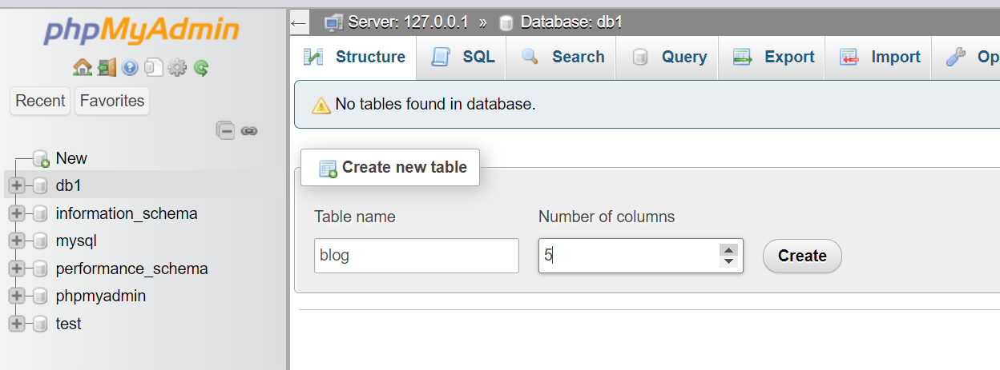 phpMyAdmin
Recent Favorites
New
db1
information_schema
mysql
performance_schema
phpmyadmin
test
Server: 127.0.0.1 » Database: db1
Structure SQL Search Query Export Import Op
No tables found in database.
Create new table
Table name Number of columns
blog 5 Create